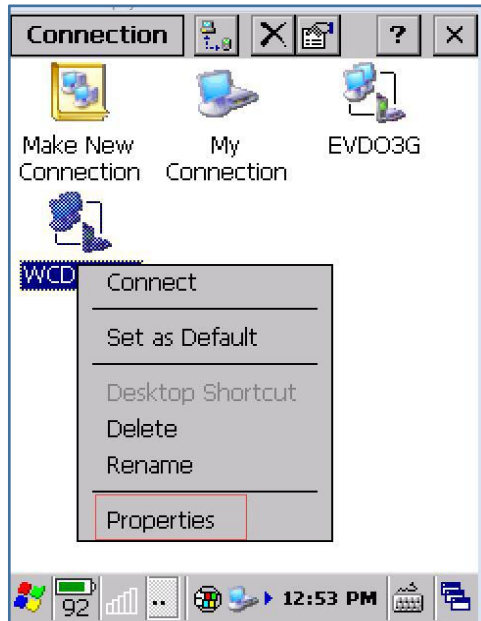 Connection ? ×
Make New Connection
My Connection
EVDO3G
WCD
Connect
Set as Default
Desktop Shortcut
Delete
Rename
Properties
92 .. 12:53 PM